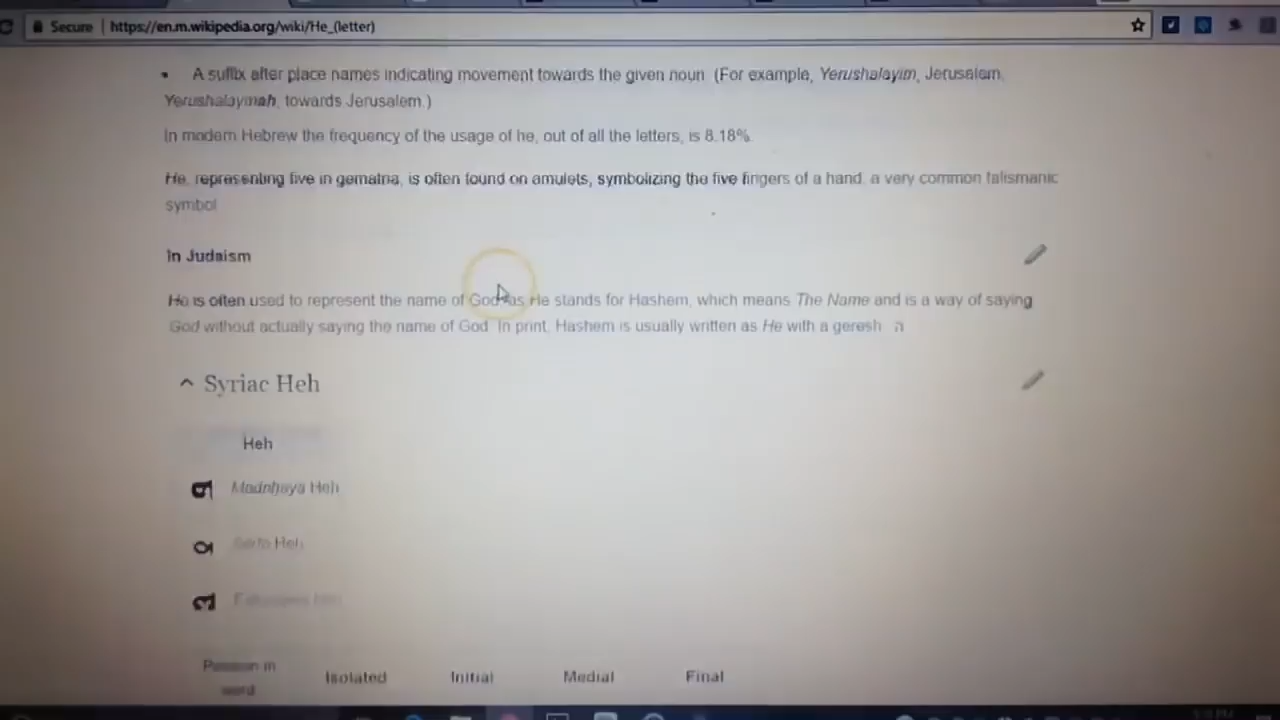 Secure | https://en.m.wikipedia.org/wiki/He_(letter)
• A suffix after place names indicating movement towards the given noun. (For example, Yerushalayim, Jerusalem;
Yerushalaymah, towards Jerusalem.)
In modern Hebrew the frequency of the usage of he, out of all the letters, is 8.18%.
He, representing five in gematria, is often found on amulets, symbolizing the five fingers of a hand, a very common talismanic
symbol.
In Judaism
He is often used to represent the name of God as He stands for Hashem, which means The Name and is a way of saying
God without actually saying the name of God. In print, Hashem is usually written as He with a geresh: ה
Syriac Heh
Heh
ܗ Madnḥaya Heh
Serto Heh
Position in
word
Isolated Initial Medial Final